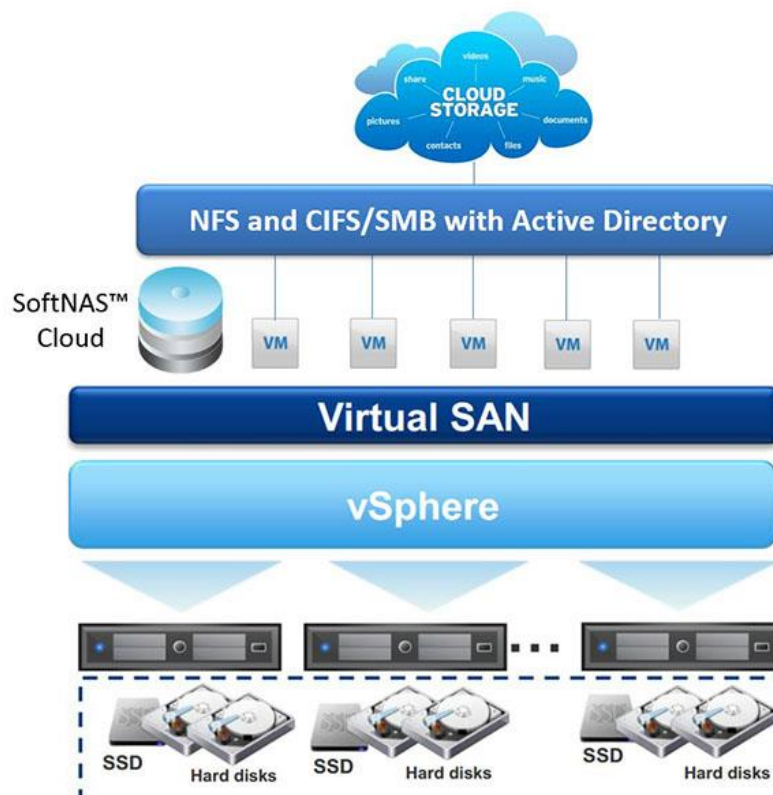 videos
share
music
CLOUD
STORAGE
pictures
documents
contacts
files
NFS and CIFS/SMB with Active Directory
SoftNAS™
Cloud
VM
VM
VM
VM
VM
Virtual SAN
vSphere
SSD
Hard disks
SSD
Hard disks
SSD
Hard disks